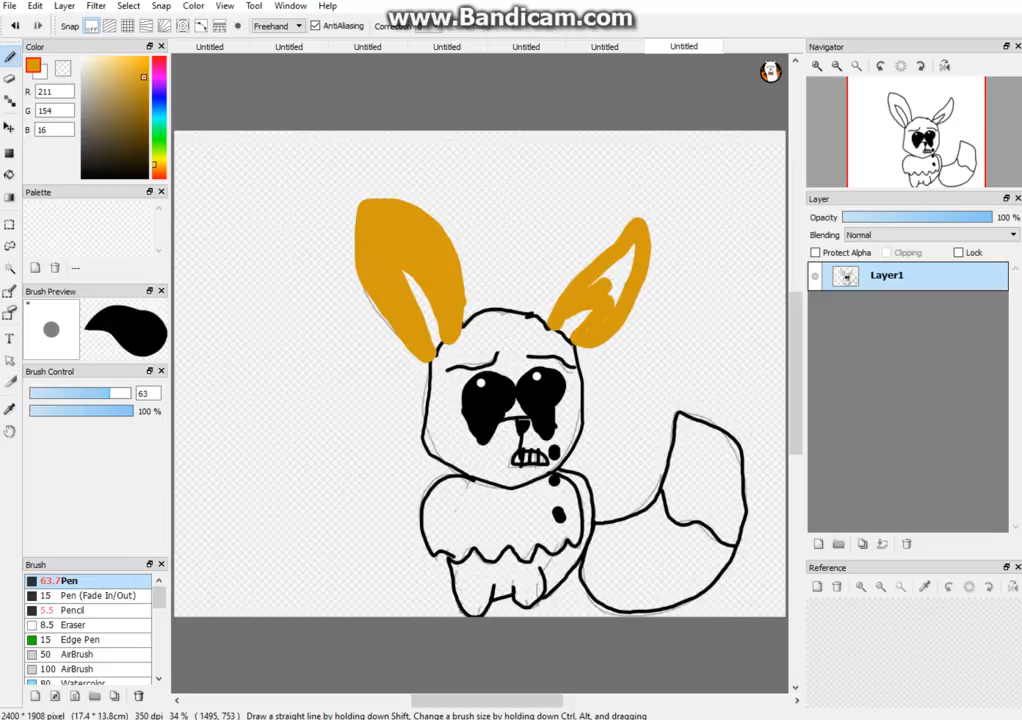 File Edit View Layer Filter Select Snap Color Tool Window Help
www.Bandicam.com
Snap off Freehand AntiAliasing Correction
Color
Untitled Untitled Untitled Untitled Untitled Untitled Untitled
Navigator
R 211
G 154
B 16
Palette
---
Layer
Opacity 100 %
Blending Normal
Protect Alpha Clipping Lock
Layer1
Brush Preview
Brush Control
63
100 %
Brush
63.7 Pen
15 Pen (Fade In/Out)
5.5 Pencil
8.5 Eraser
15 Edge Pen
50 AirBrush
100 AirBrush
80 Watercolor
Reference
2400 * 1908 pixel (17.4 * 13.8cm) 350 dpi 34 % ( 1495, 753 ) Draw a straight line by holding down Shift, Change a brush size by holding down Ctrl, Alt, and dragging